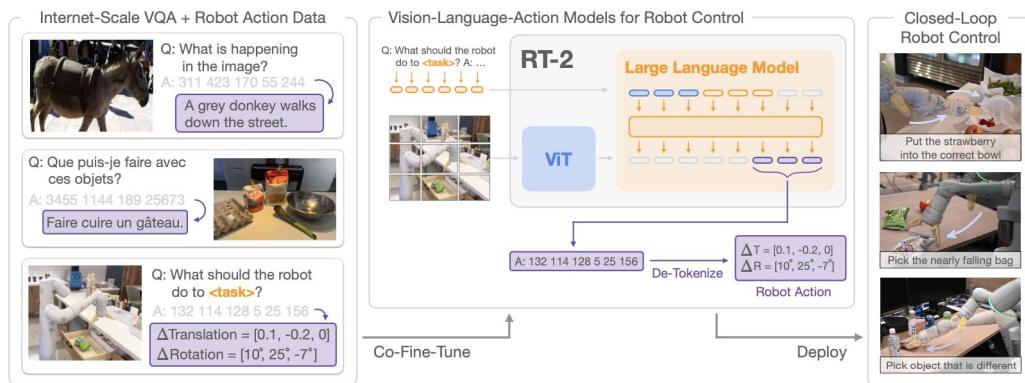 Internet-Scale VQA + Robot Action Data
Q: What is happening
in the image?
A: 311 423 170 55 244
A grey donkey walks
down the street.
Q: Que puis-je faire avec
ces objets?
A: 3455 1144 189 25673
Faire cuire un gâteau.
Q: What should the robot
do to <task>?
A: 132 114 128 5 25 156
ΔTranslation = [0.1, -0.2, 0]
ΔRotation = [10°, 25°, -7°]
Co-Fine-Tune
Vision-Language-Action Models for Robot Control
Q: What should the robot
do to <task>? A: ...
RT-2
Large Language Model
ViT
A: 132 114 128 5 25 156
De-Tokenize
ΔT = [0.1, -0.2, 0]
ΔR = [10°, 25°, -7°]
Robot Action
Deploy
Closed-Loop
Robot Control
Put the strawberry
into the correct bowl
Pick the nearly falling bag
Pick object that is different